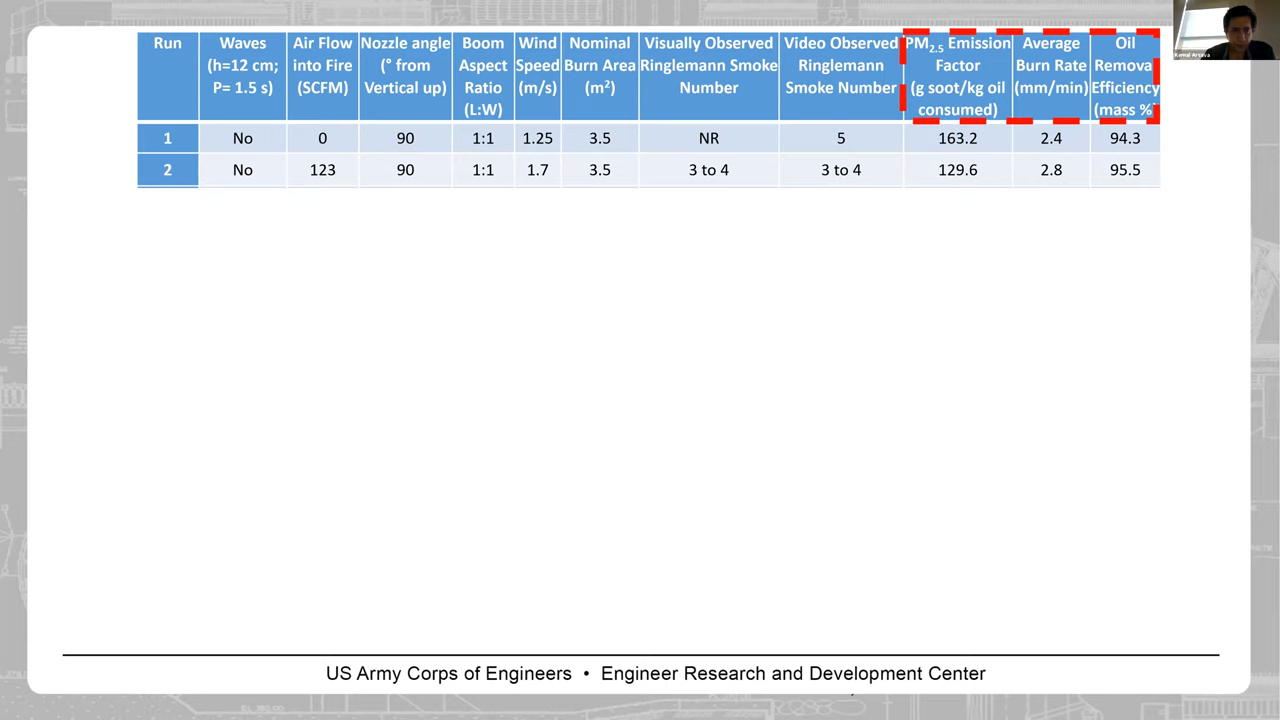 Run
Waves
(h=12 cm;
P= 1.5 s)
Air Flow
into Fire
(SCFM)
Nozzle angle
(° from
Vertical up)
Boom
Aspect
Ratio
(L:W)
Wind
Speed
(m/s)
Nominal
Burn Area
(m²)
Visually Observed
Ringlemann Smoke
Number
Video Observed
Ringlemann
Smoke Number
PM2.5 Emission
Factor
(g soot/kg oil
consumed)
Average
Burn Rate
(mm/min)
Oil
Removal
Efficiency
(mass %)
1 No 0 90 1:1 1.25 3.5 NR 5 163.2 2.4 94.3
2 No 123 90 1:1 1.7 3.5 3 to 4 3 to 4 129.6 2.8 95.5
US Army Corps of Engineers • Engineer Research and Development Center
Kemal Arsava